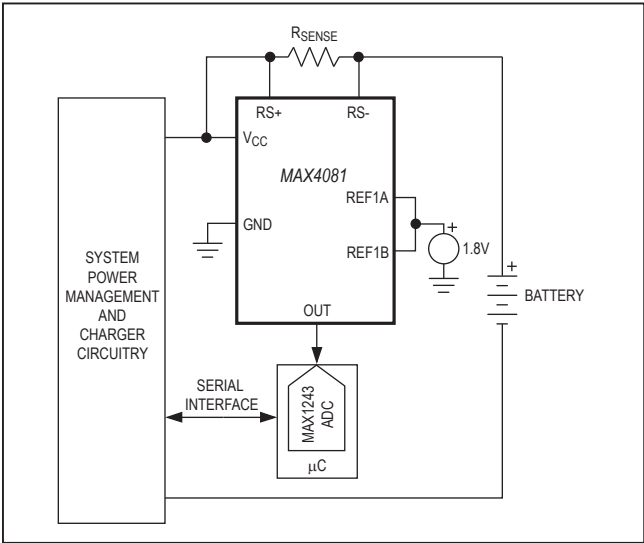 RSENSE
RS+
RS-
VCC
MAX4081
REF1A
GND
REF1B
+
1.8V
+
BATTERY
SYSTEM
POWER
MANAGEMENT
AND
CHARGER
CIRCUITRY
OUT
SERIAL
INTERFACE
MAX1243
ADC
µC